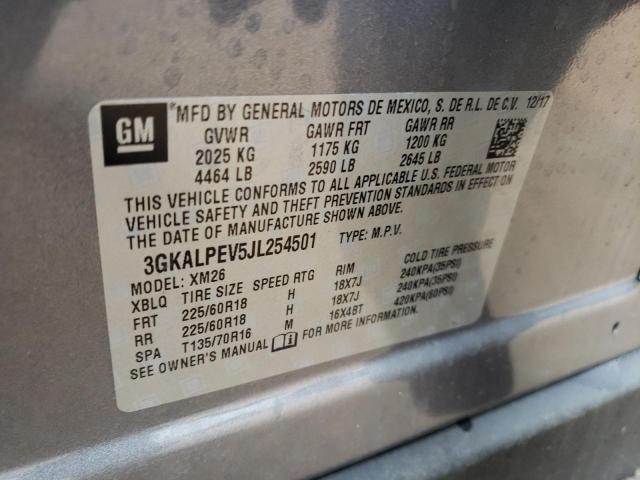 GM
*MFD BY GENERAL MOTORS DE MEXICO, S. DE R.L. DE C.V. 12/17
GVWR GAWR FRT GAWR RR
2025 KG 1175 KG 1200 KG
4464 LB 2590 LB 2645 LB
THIS VEHICLE CONFORMS TO ALL APPLICABLE U.S. FEDERAL MOTOR
VEHICLE SAFETY AND THEFT PREVENTION STANDARDS IN EFFECT ON
THE DATE OF MANUFACTURE SHOWN ABOVE.
3GKALPEV5JL254501 TYPE: M.P.V.
MODEL: XM26
XBLQ TIRE SIZE SPEED RTG RIM
FRT 225/60R18 H 18X7J 240KPA(35PSI)
RR 225/60R18 H 18X7J 240KPA(35PSI)
SPA T135/70R16 M 16X4BT 420KPA(60PSI)
SEE OWNER'S MANUAL FOR MORE INFORMATION.